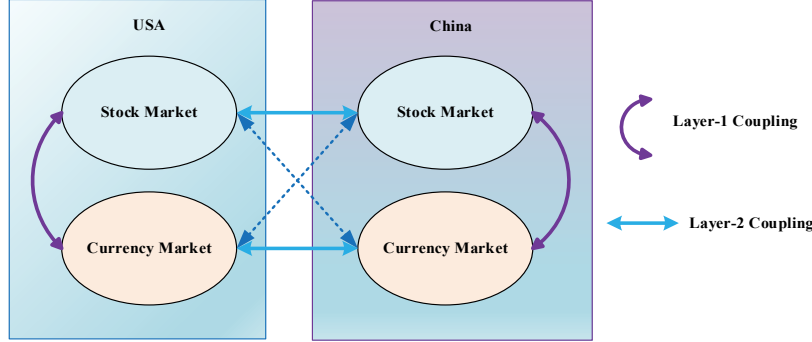 USA
China
Stock Market
Stock Market
Layer-1 Coupling
Layer-2 Coupling
Currency Market
Currency Market